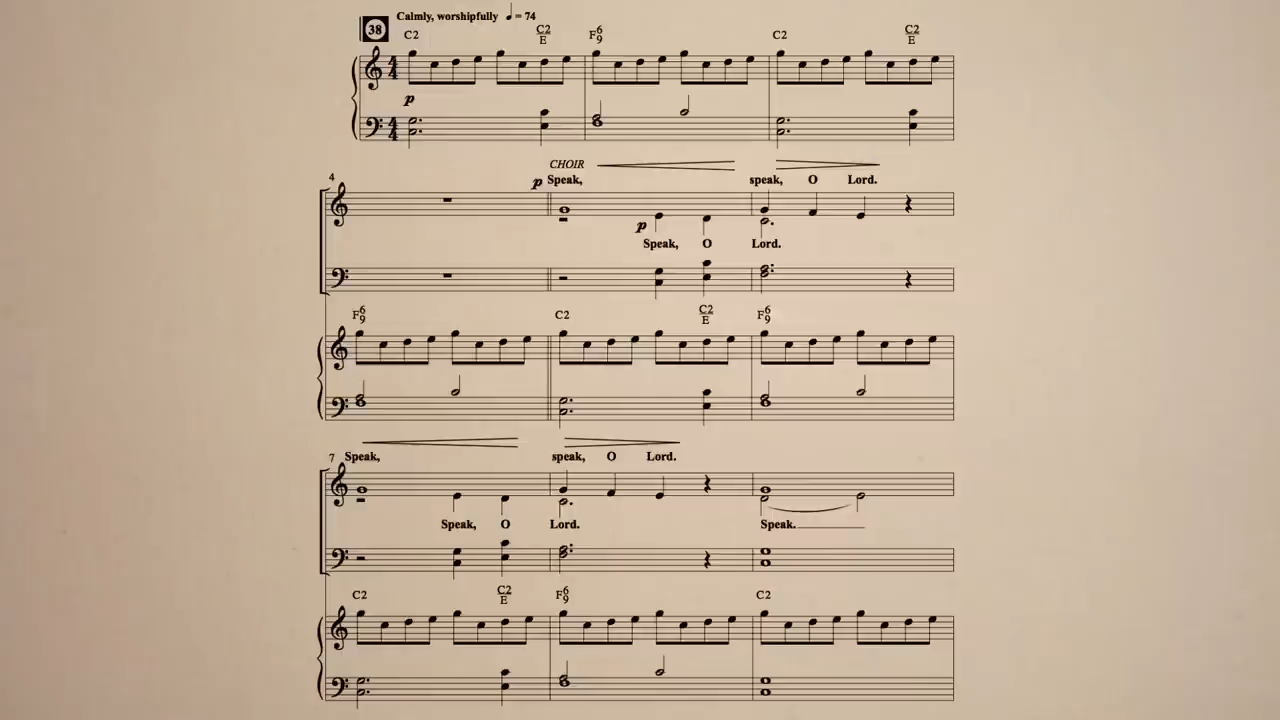 38 Calmly, worshipfully ♩= 74
C2 C2/E F6/9 C2 C2/E
p
4
CHOIR
p Speak, speak, O Lord.
p
Speak, O Lord.
F6/9 C2 C2/E F6/9
7 Speak, speak, O Lord.
Speak, O Lord. Speak.
C2 C2/E F6/9 C2